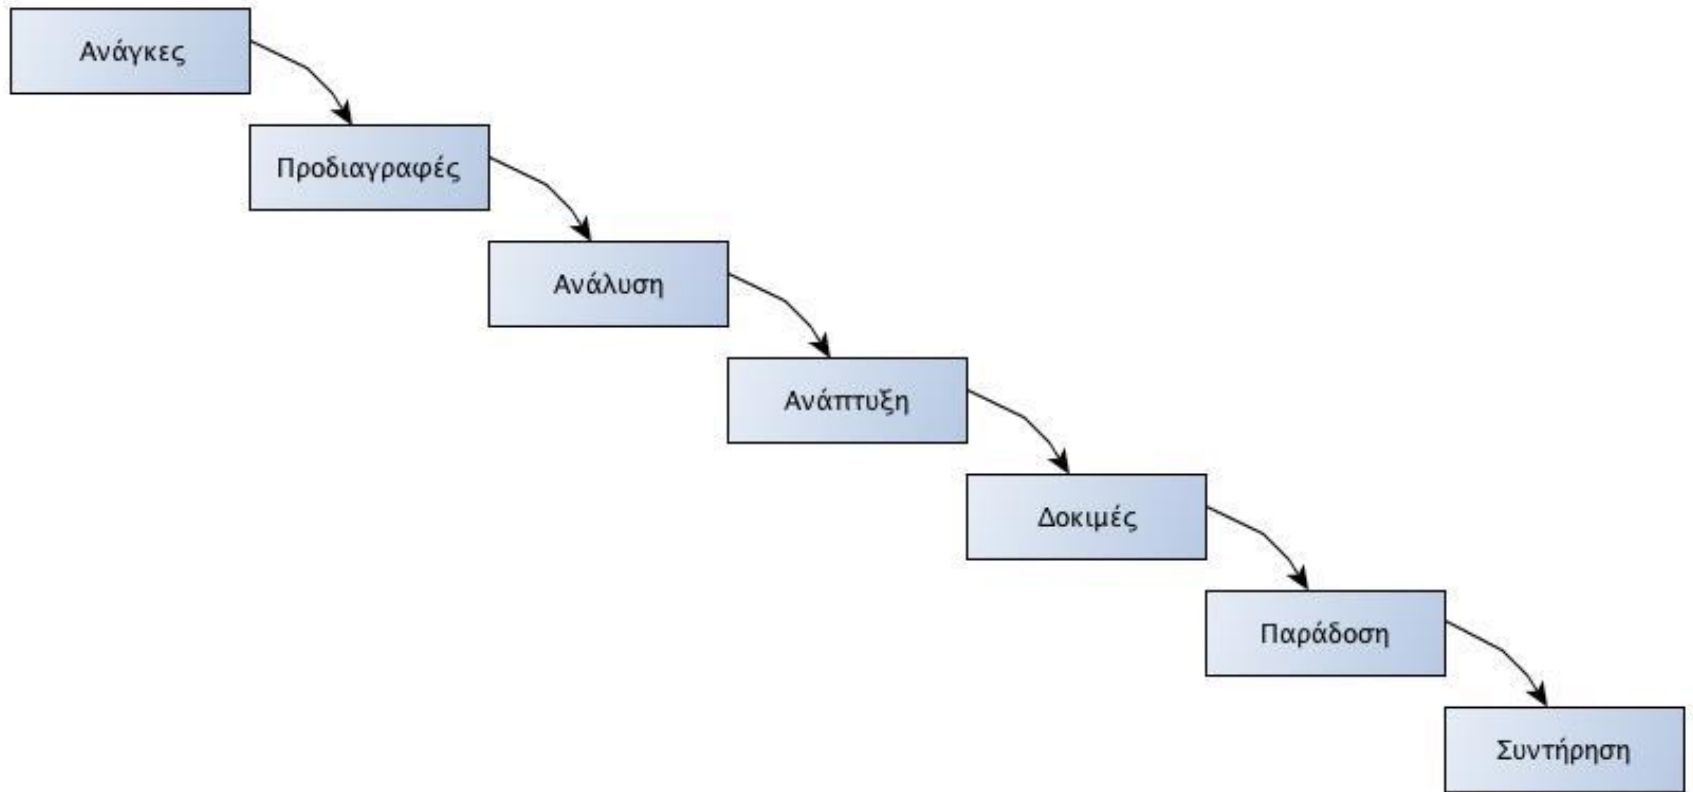 Ανάγκες
Προδιαγραφές
Ανάλυση
Ανάπτυξη
Δοκιμές
Παράδοση
Συντήρηση